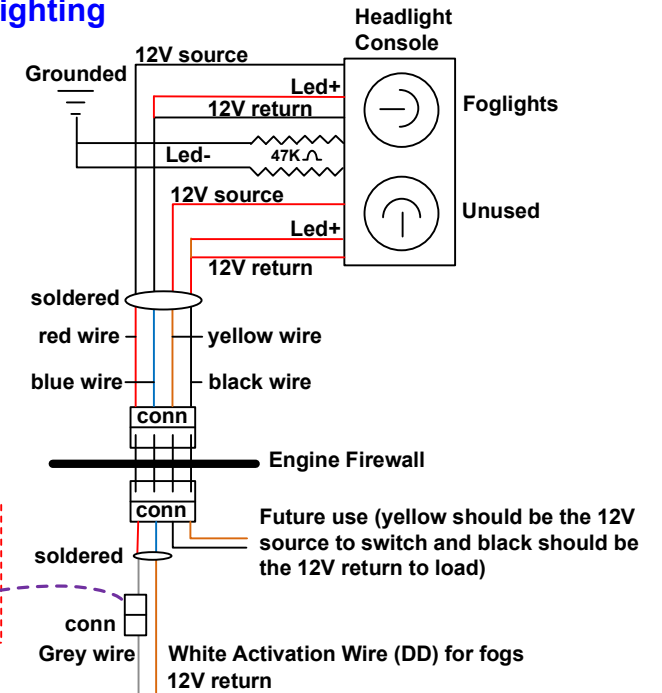 ighting
Headlight
Console
12V source
Grounded
Led+
12V return
Foglights
Led-
47K
12V source
Unused
Led+
12V return
soldered
red wire
yellow wire
blue wire
black wire
conn
Engine Firewall
conn
Future use (yellow should be the 12V
source to switch and black should be
the 12V return to load)
soldered
conn
Grey wire
White Activation Wire (DD) for fogs
12V return